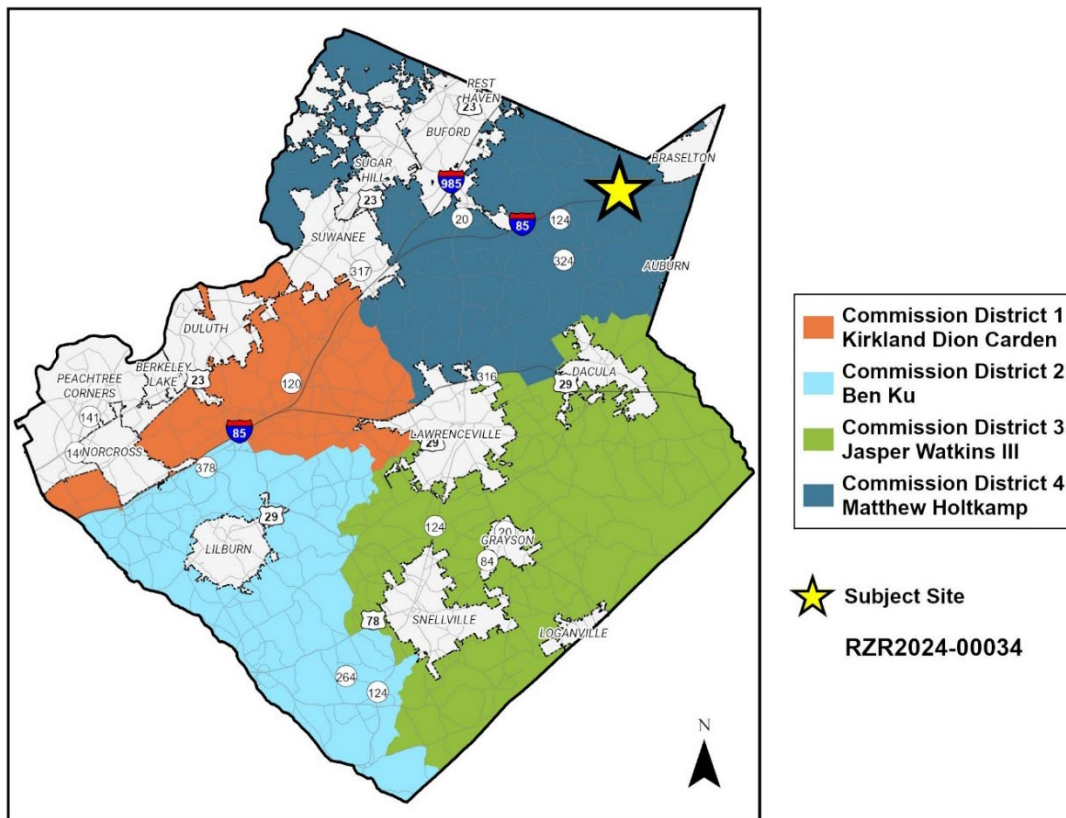 REST
HAVEN
23
BUFORD
BRASELTON
SUGAR
HILL
985
23
20
85
124
SUWANEE
324
317
AUBURN
DULUTH
DACULA
BERKELEY
LAKE
23
PEACHTREE
CORNERS
120
316
29
141
85
LAWRENCEVILLE
29
14
NORCROSS
378
29
LILBURN
124
20
GRAYSON
84
78
SNELLVILLE
LOGANVILLE
264
124
N
Commission District 1
Kirkland Dion Carden
Commission District 2
Ben Ku
Commission District 3
Jasper Watkins III
Commission District 4
Matthew Holtkamp
Subject Site
RZR2024-00034